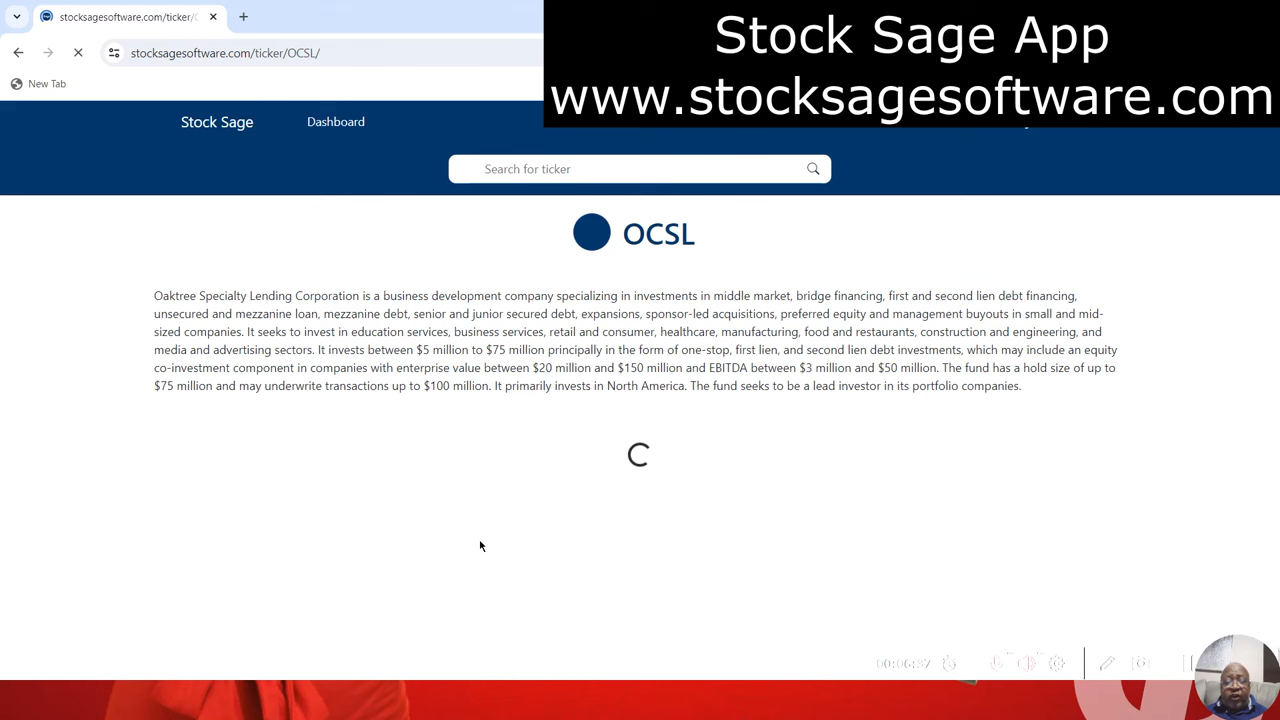 stocksagesoftware.com/ticker/
Stock Sage App
stocksagesoftware.com/ticker/OCSL/
www.stocksagesoftware.com
New Tab
Stock Sage
Dashboard
Search for ticker
OCSL
Oaktree Specialty Lending Corporation is a business development company specializing in investments in middle market, bridge financing, first and second lien debt financing,
unsecured and mezzanine loan, mezzanine debt, senior and junior secured debt, expansions, sponsor-led acquisitions, preferred equity and management buyouts in small and mid-
sized companies. It seeks to invest in education services, business services, retail and consumer, healthcare, manufacturing, food and restaurants, construction and engineering, and
media and advertising sectors. It invests between $5 million to $75 million principally in the form of one-stop, first lien, and second lien debt investments, which may include an equity
co-investment component in companies with enterprise value between $20 million and $150 million and EBITDA between $3 million and $50 million. The fund has a hold size of up to
$75 million and may underwrite transactions up to $100 million. It primarily invests in North America. The fund seeks to be a lead investor in its portfolio companies.
00:06:37